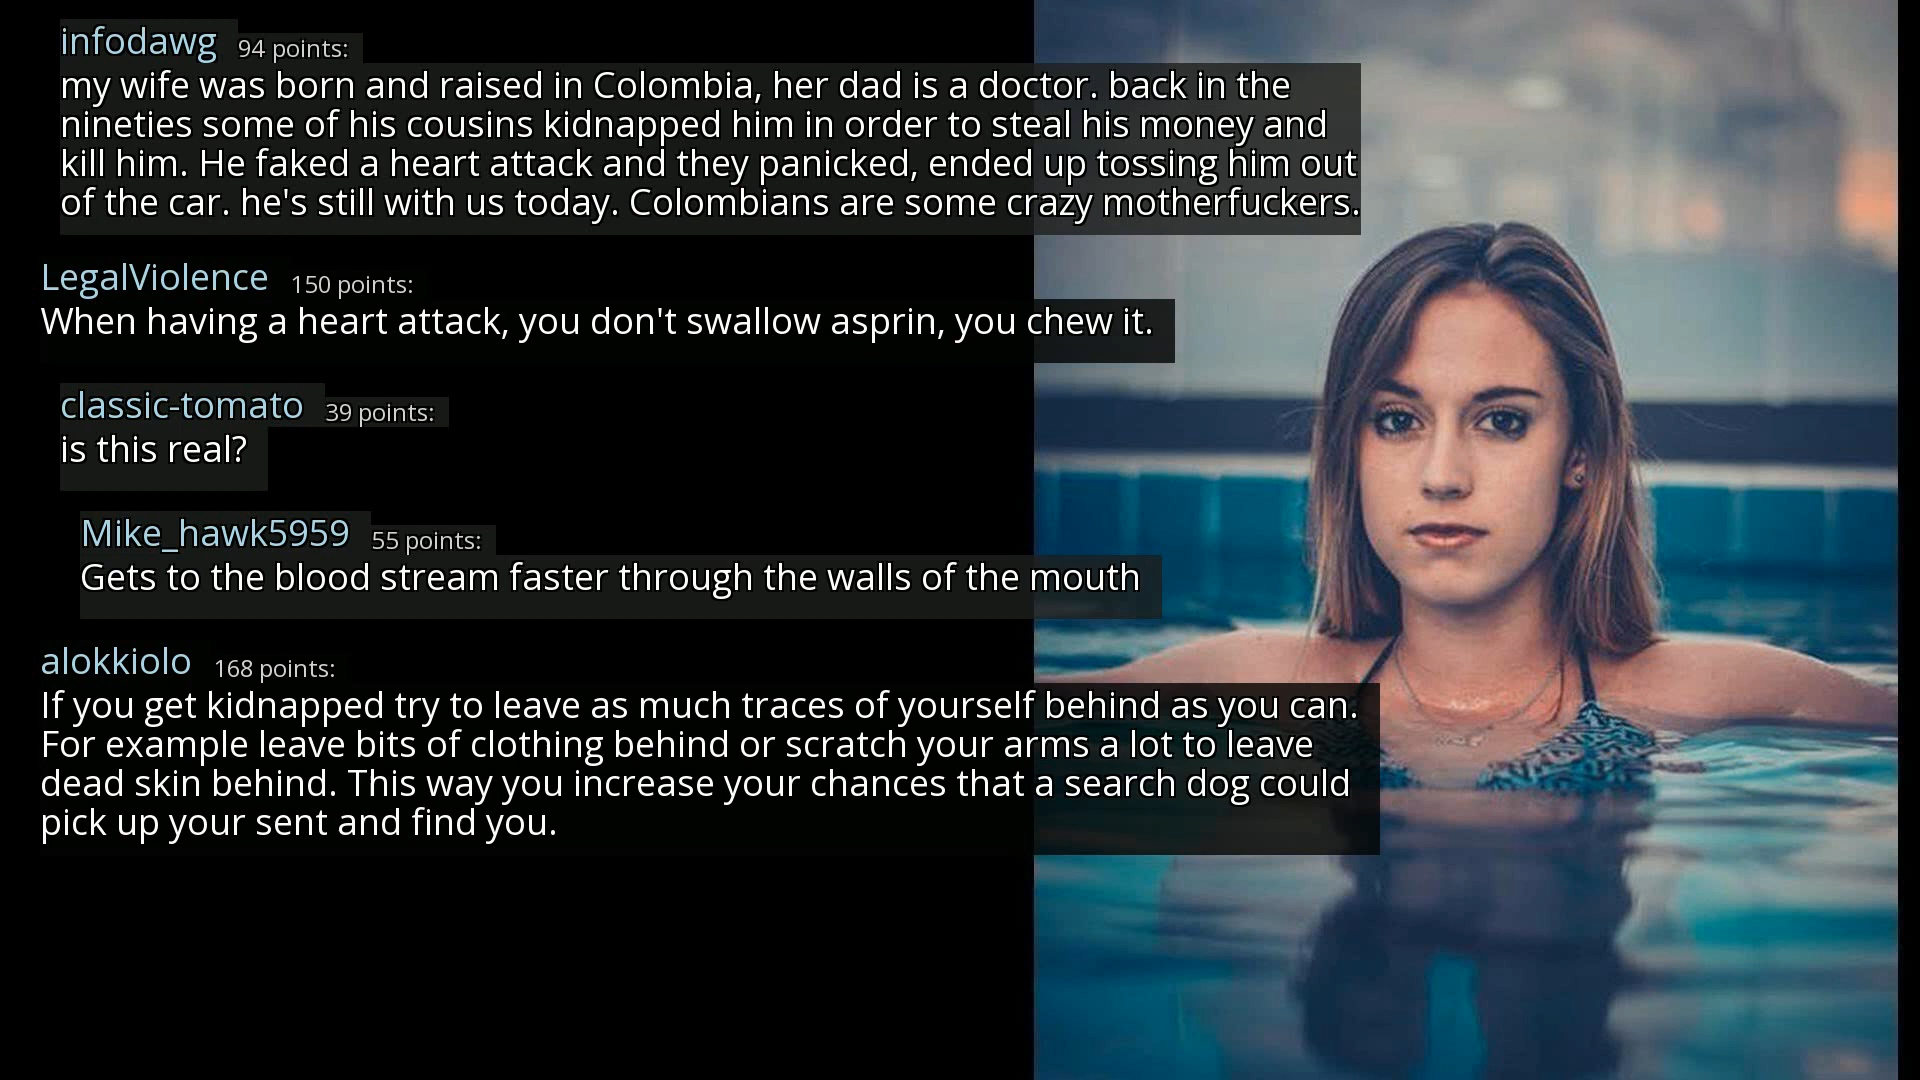 infodawg 94 points:
my wife was born and raised in Colombia, her dad is a doctor. back in the
nineties some of his cousins kidnapped him in order to steal his money and
kill him. He faked a heart attack and they panicked, ended up tossing him out
of the car. he's still with us today. Colombians are some crazy motherfuckers.
LegalViolence 150 points:
When having a heart attack, you don't swallow asprin, you chew it.
classic-tomato 39 points:
is this real?
Mike_hawk5959 55 points:
Gets to the blood stream faster through the walls of the mouth
alokkiolo 168 points:
If you get kidnapped try to leave as much traces of yourself behind as you can.
For example leave bits of clothing behind or scratch your arms a lot to leave
dead skin behind. This way you increase your chances that a search dog could
pick up your sent and find you.